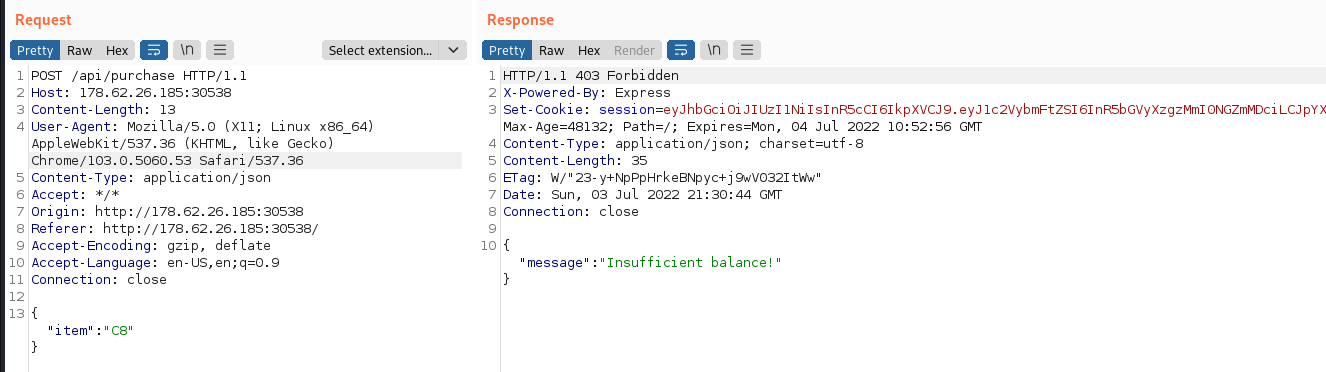 Request
Pretty Raw Hex \n Select extension...
1 POST /api/purchase HTTP/1.1
2 Host: 178.62.26.185:30538
3 Content-Length: 13
4 User-Agent: Mozilla/5.0 (X11; Linux x86_64)
AppleWebKit/537.36 (KHTML, like Gecko)
Chrome/103.0.5060.53 Safari/537.36
5 Content-Type: application/json
6 Accept: */*
7 Origin: http://178.62.26.185:30538
8 Referer: http://178.62.26.185:30538/
9 Accept-Encoding: gzip, deflate
10 Accept-Language: en-US,en;q=0.9
11 Connection: close
12
13 {
"item":"C8"
}
Response
Pretty Raw Hex Render \n
1 HTTP/1.1 403 Forbidden
2 X-Powered-By: Express
3 Set-Cookie: session=eyJhbGciOiJIUzI1NiIsInR5cCI6IkpXVCJ9.eyJ1c2VybmFtZSI6InR5bGVyXzgzMmI0NGZmMDciLCJpYX
Max-Age=48132; Path=/; Expires=Mon, 04 Jul 2022 10:52:56 GMT
4 Content-Type: application/json; charset=utf-8
5 Content-Length: 35
6 ETag: W/"23-y+NpPpHrkeBNpyc+j9wV032ItWw"
7 Date: Sun, 03 Jul 2022 21:30:44 GMT
8 Connection: close
9
10 {
"message":"Insufficient balance!"
}